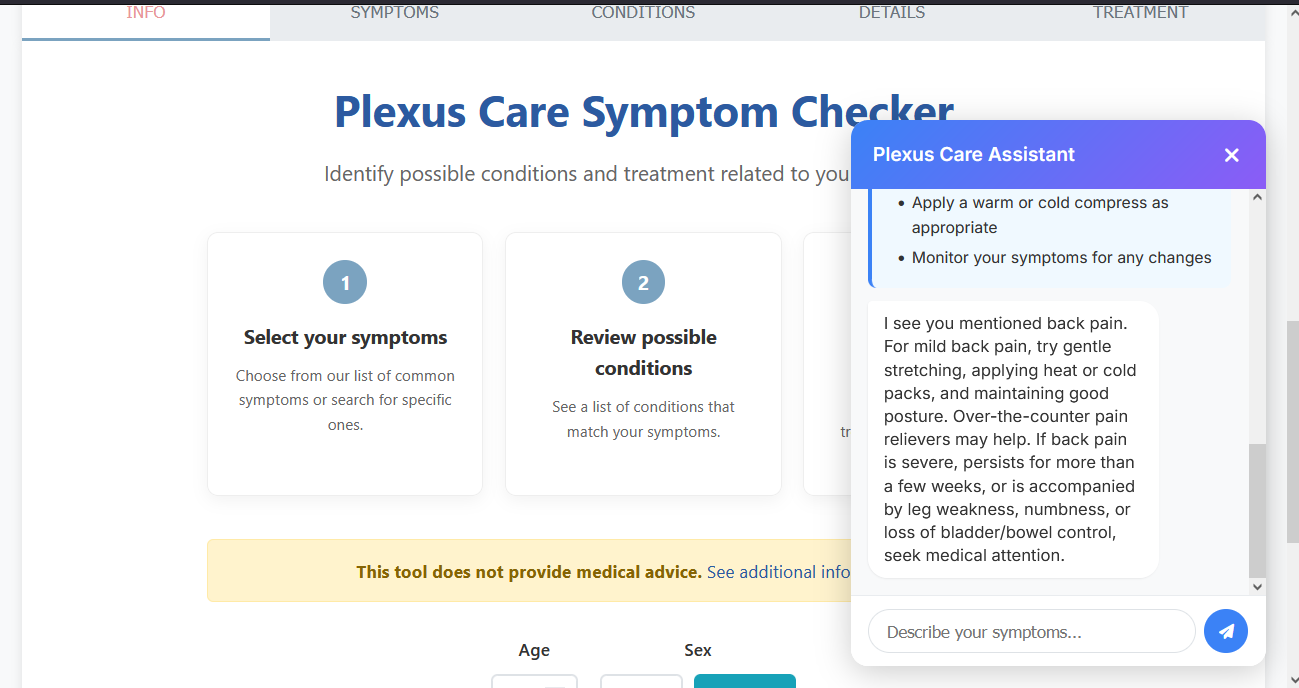 INFO
SYMPTOMS
CONDITIONS
DETAILS
TREATMENT
Plexus Care Symptom Checker
Identify possible conditions and treatment related to you
1
Select your symptoms
Choose from our list of common
symptoms or search for specific
ones.
2
Review possible
conditions
See a list of conditions that
match your symptoms.
tr
This tool does not provide medical advice. See additional info
Age
Sex
Plexus Care Assistant
• Apply a warm or cold compress as
appropriate
• Monitor your symptoms for any changes
I see you mentioned back pain.
For mild back pain, try gentle
stretching, applying heat or cold
packs, and maintaining good
posture. Over-the-counter pain
relievers may help. If back pain
is severe, persists for more than
a few weeks, or is accompanied
by leg weakness, numbness, or
loss of bladder/bowel control,
seek medical attention.
Describe your symptoms...